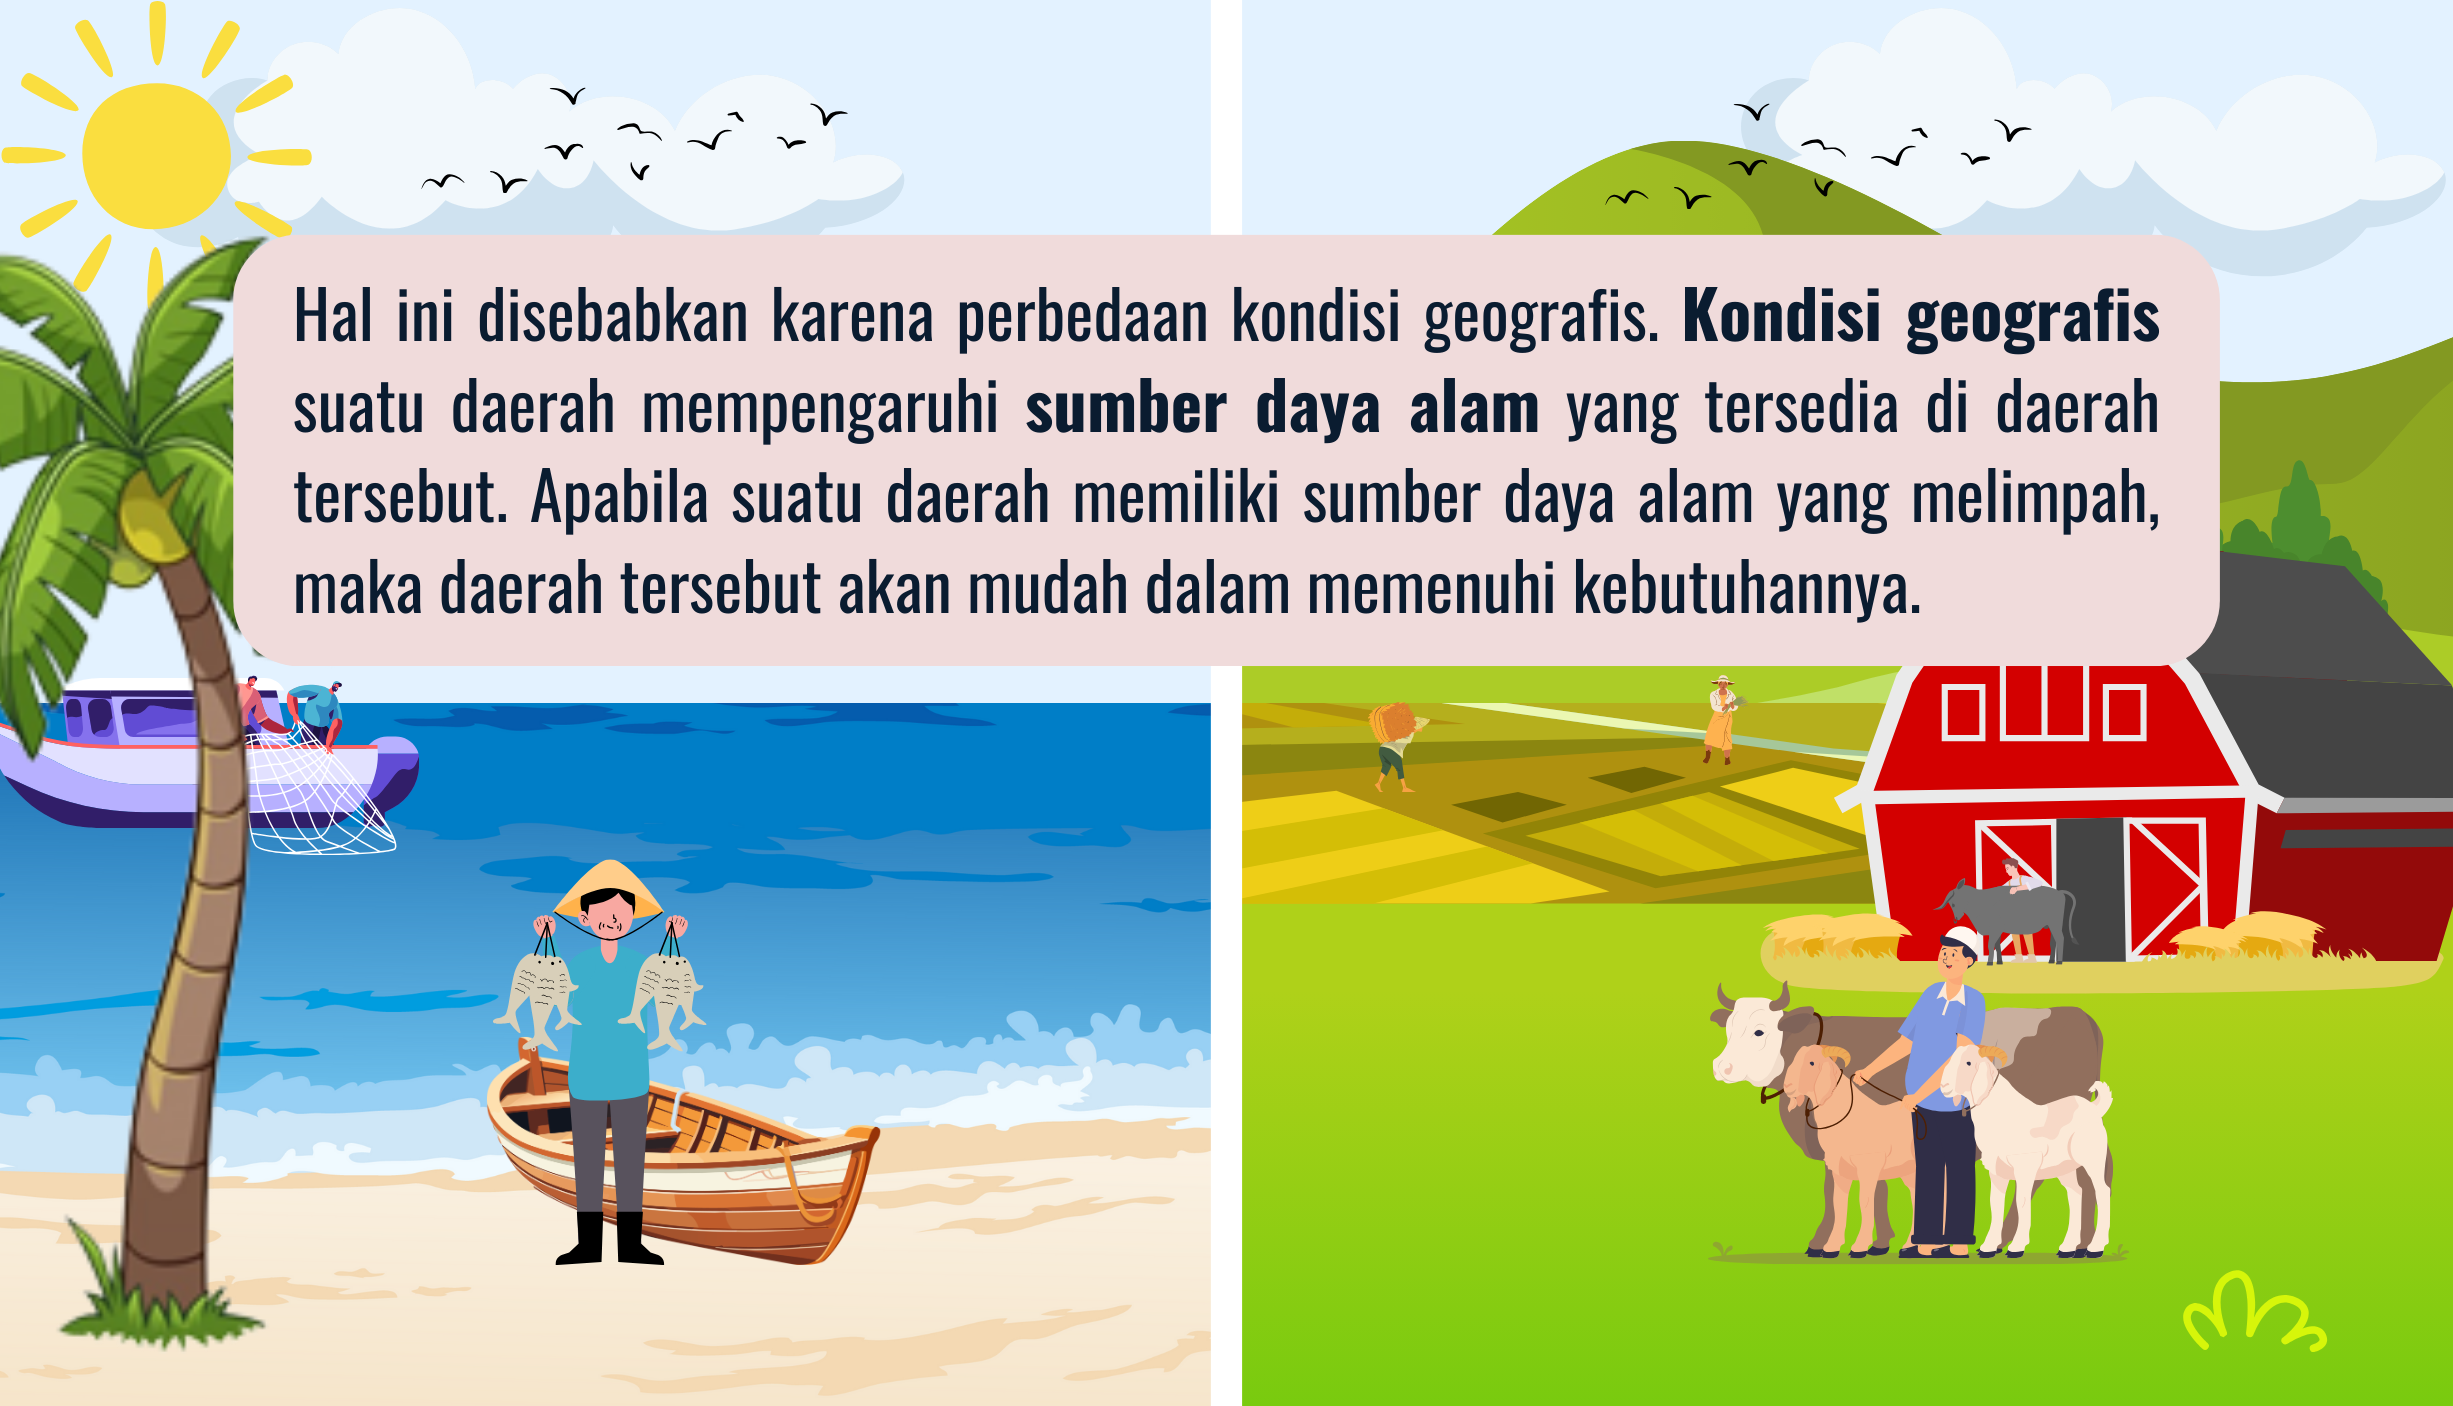 Hal ini disebabkan karena perbedaan kondisi geografis. Kondisi geografis
suatu daerah mempengaruhi sumber daya alam yang tersedia di daerah
tersebut. Apabila suatu daerah memiliki sumber daya alam yang melimpah,
maka daerah tersebut akan mudah dalam memenuhi kebutuhannya.